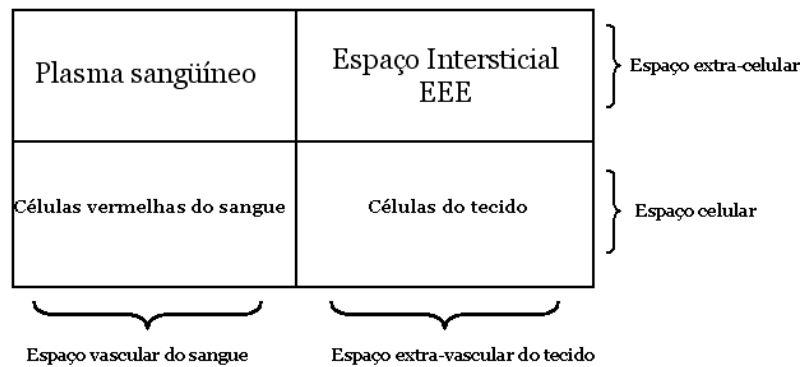 Plasma sangüíneo
Espaço Intersticial
EEE
Espaço extra-celular
Células vermelhas do sangue
Células do tecido
Espaço celular
Espaço vascular do sangue
Espaço extra-vascular do tecido